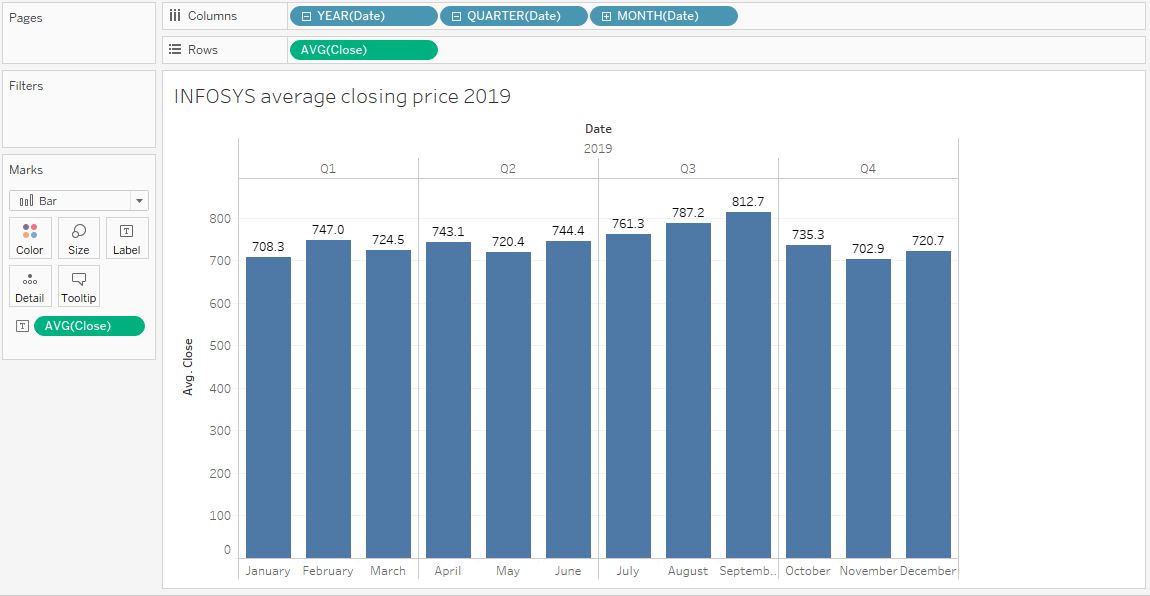 Pages
Columns
YEAR(Date)
QUARTER(Date)
MONTH(Date)
Rows
AVG(Close)
Filters
Marks
Bar
Color
Size
Label
Detail
Tooltip
AVG(Close)
INFOSYS average closing price 2019
Date
2019
Q1
Q2
Q3
Q4
Avg. Close
800
700
600
500
400
300
200
100
0
708.3
747.0
724.5
743.1
720.4
744.4
761.3
787.2
812.7
735.3
702.9
720.7
January
February
March
April
May
June
July
August
Septemb..
October
November
December